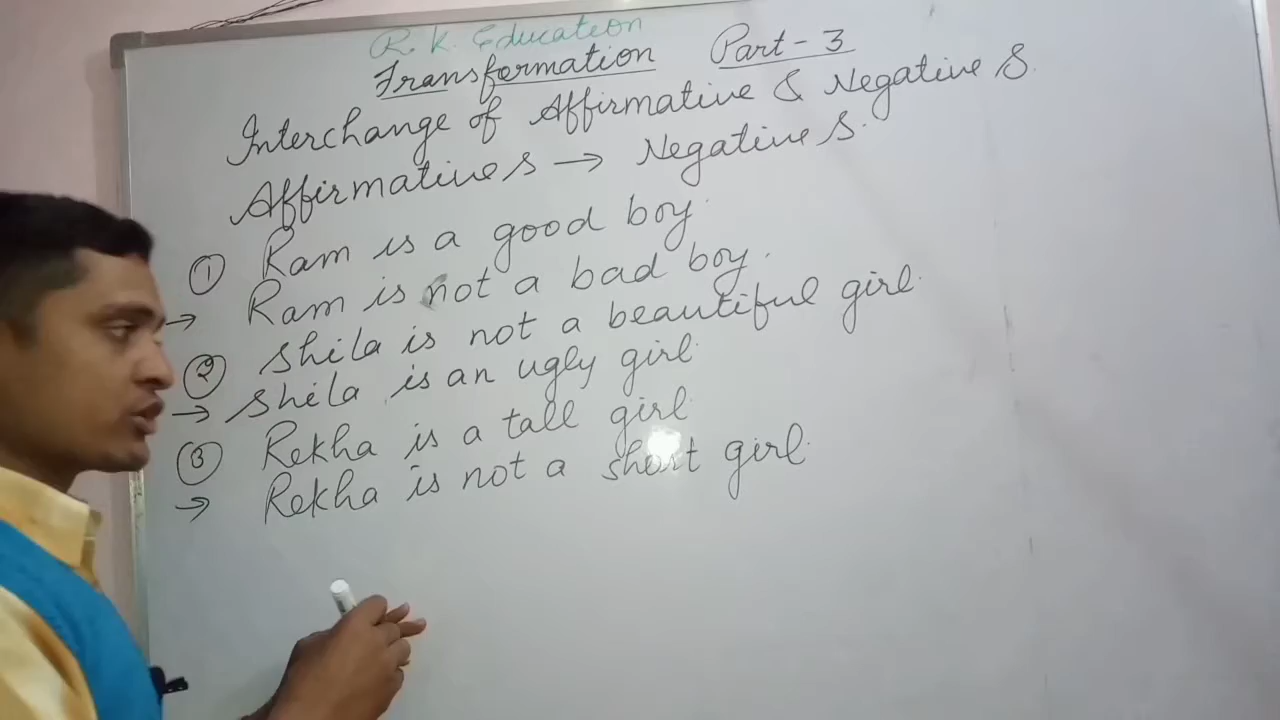 R. K. Education
Transformation Part - 3
Interchange of Affirmative & Negative S.
Affirmative S → Negative S.
① Ram is a good boy.
→ Ram is not a bad boy.
② Shila is not a beautiful girl.
→ Shila is an ugly girl.
③ Rekha is a tall girl.
→ Rekha is not a short girl.